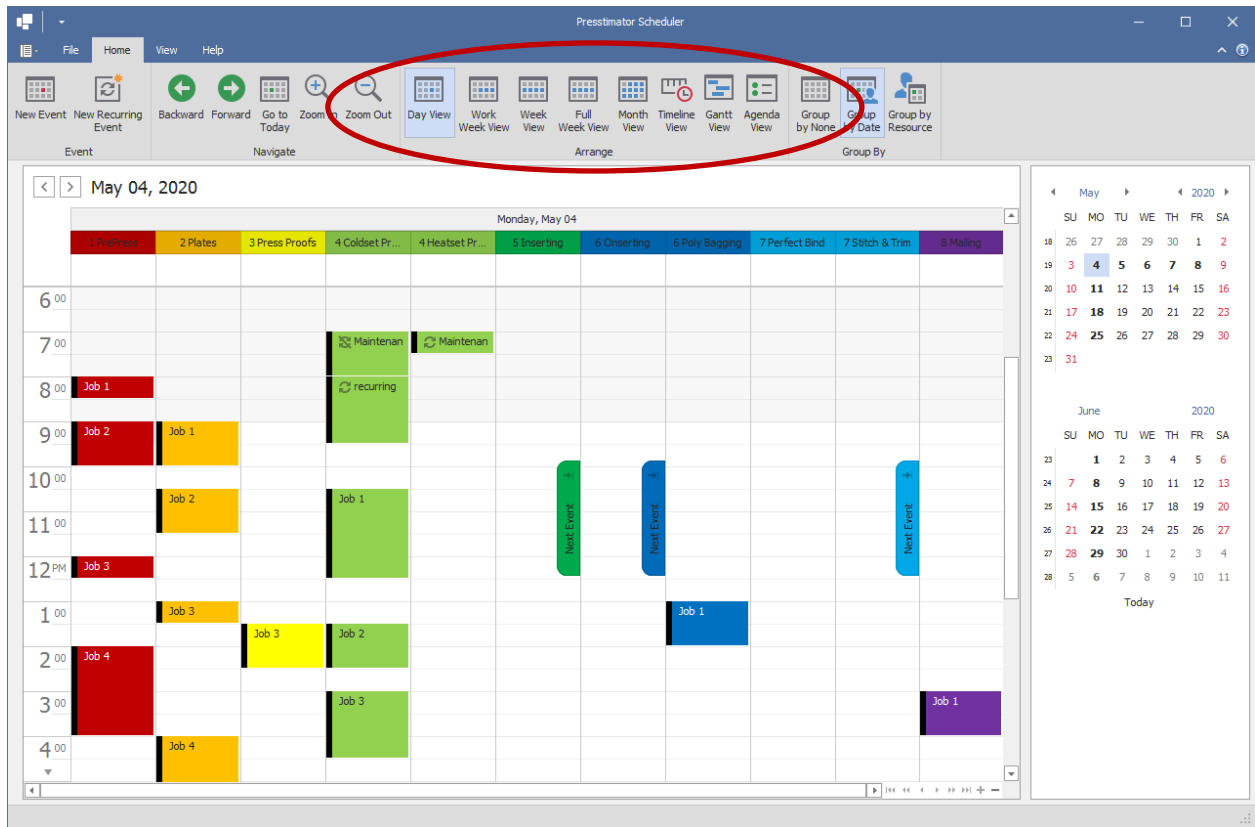 Presstimator Scheduler
File Home View Help
New Event New Recurring Event
Backward Forward Go to Today Zoom In Zoom Out
Day View Work Week View Week View Full Week View Month View Timeline View Gantt View Agenda View
Group by None Group by Date Group by Resource
Event Navigate Arrange Group By
May 04, 2020
Monday, May 04
1 PrePress 2 Plates 3 Press Proofs 4 Coldset Pr... 4 Heatset Pr... 5 Inserting 6 Onserting 6 Poly Bagging 7 Perfect Bind 7 Stitch & Trim 8 Mailing
6 00
7 00 Maintenan Maintenan
8 00 Job 1 recurring
9 00 Job 2 Job 1
10 00 Job 2 Job 1
Next Event Next Event Next Event
11 00
12 PM Job 3
1 00 Job 3 Job 1
Job 3 Job 2
2 00 Job 4
3 00 Job 3 Job 1
4 00 Job 4
May 2020
SU MO TU WE TH FR SA
18 26 27 28 29 30 1 2
19 3 4 5 6 7 8 9
20 10 11 12 13 14 15 16
21 17 18 19 20 21 22 23
22 24 25 26 27 28 29 30
23 31
June 2020
SU MO TU WE TH FR SA
23 1 2 3 4 5 6
24 7 8 9 10 11 12 13
25 14 15 16 17 18 19 20
26 21 22 23 24 25 26 27
27 28 29 30 1 2 3 4
28 5 6 7 8 9 10 11
Today